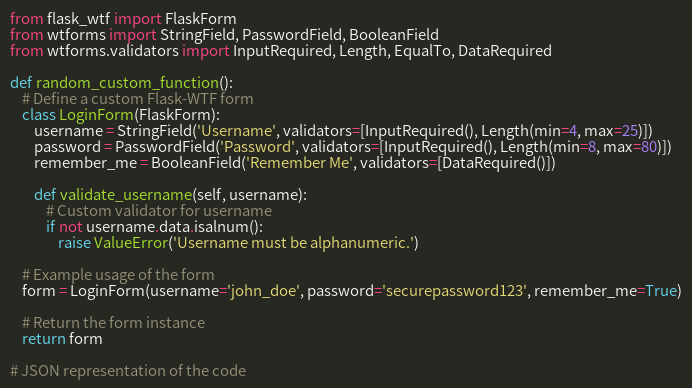 from flask_wtf import FlaskForm
from wtforms import StringField, PasswordField, BooleanField
from wtforms.validators import InputRequired, Length, EqualTo, DataRequired

def random_custom_function():
    # Define a custom Flask-WTF form
    class LoginForm(FlaskForm):
        username = StringField('Username', validators=[InputRequired(), Length(min=4, max=25)])
        password = PasswordField('Password', validators=[InputRequired(), Length(min=8, max=80)])
        remember_me = BooleanField('Remember Me', validators=[DataRequired()])

        def validate_username(self, username):
            # Custom validator for username
            if not username.data.isalnum():
                raise ValueError('Username must be alphanumeric.')

    # Example usage of the form
    form = LoginForm(username='john_doe', password='securepassword123', remember_me=True)

    # Return the form instance
    return form

# JSON representation of the code